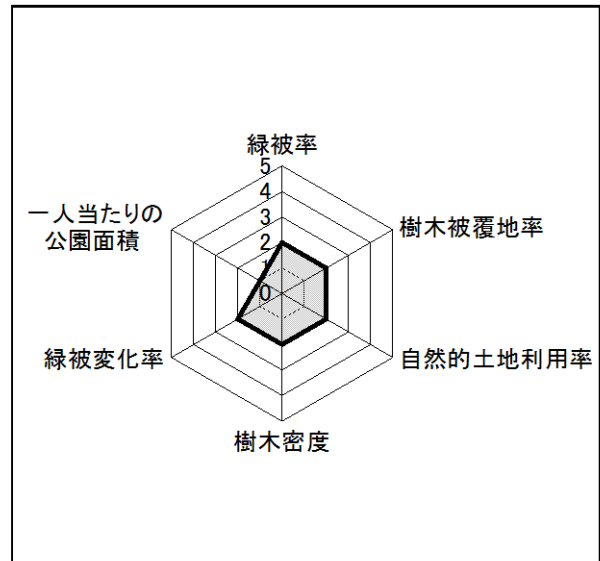 緑被率
5
4
3
2
1
0
一人当たりの
公園面積
樹木被覆地率
緑被変化率
自然的土地利用率
樹木密度